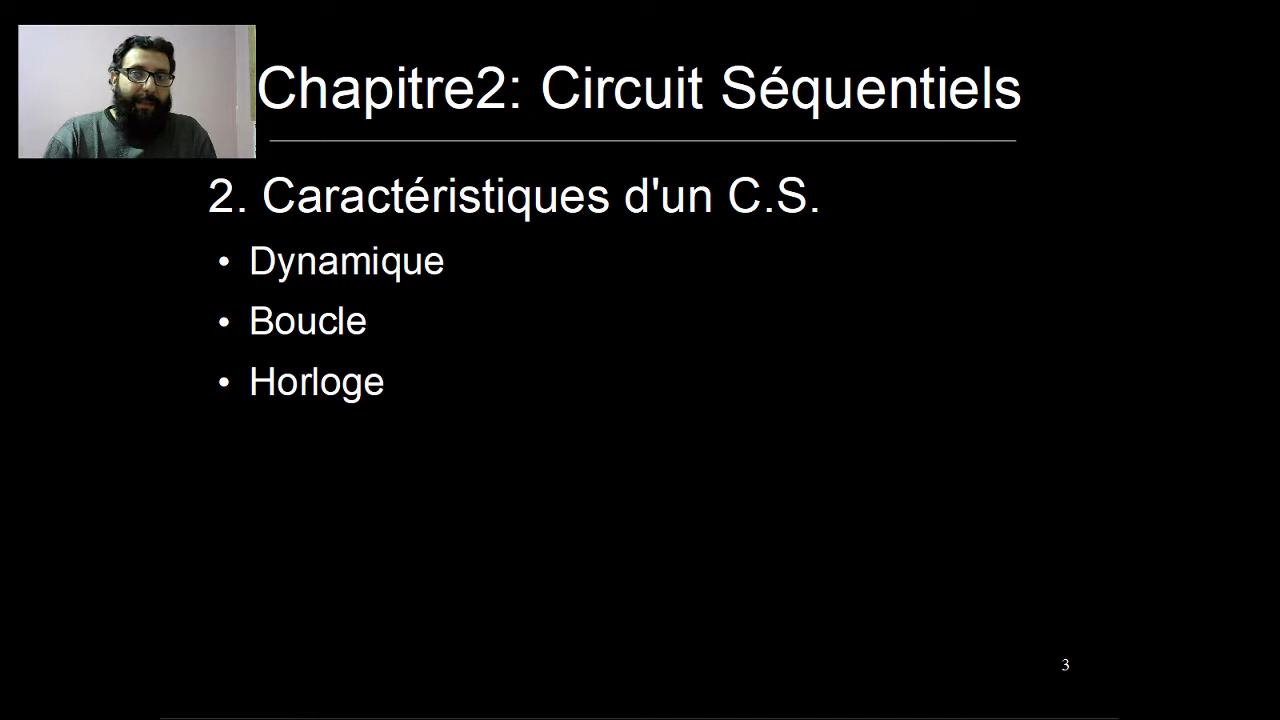 Chapitre2: Circuit Séquentiels
2. Caractéristiques d'un C.S.
• Dynamique
• Boucle
• Horloge
3